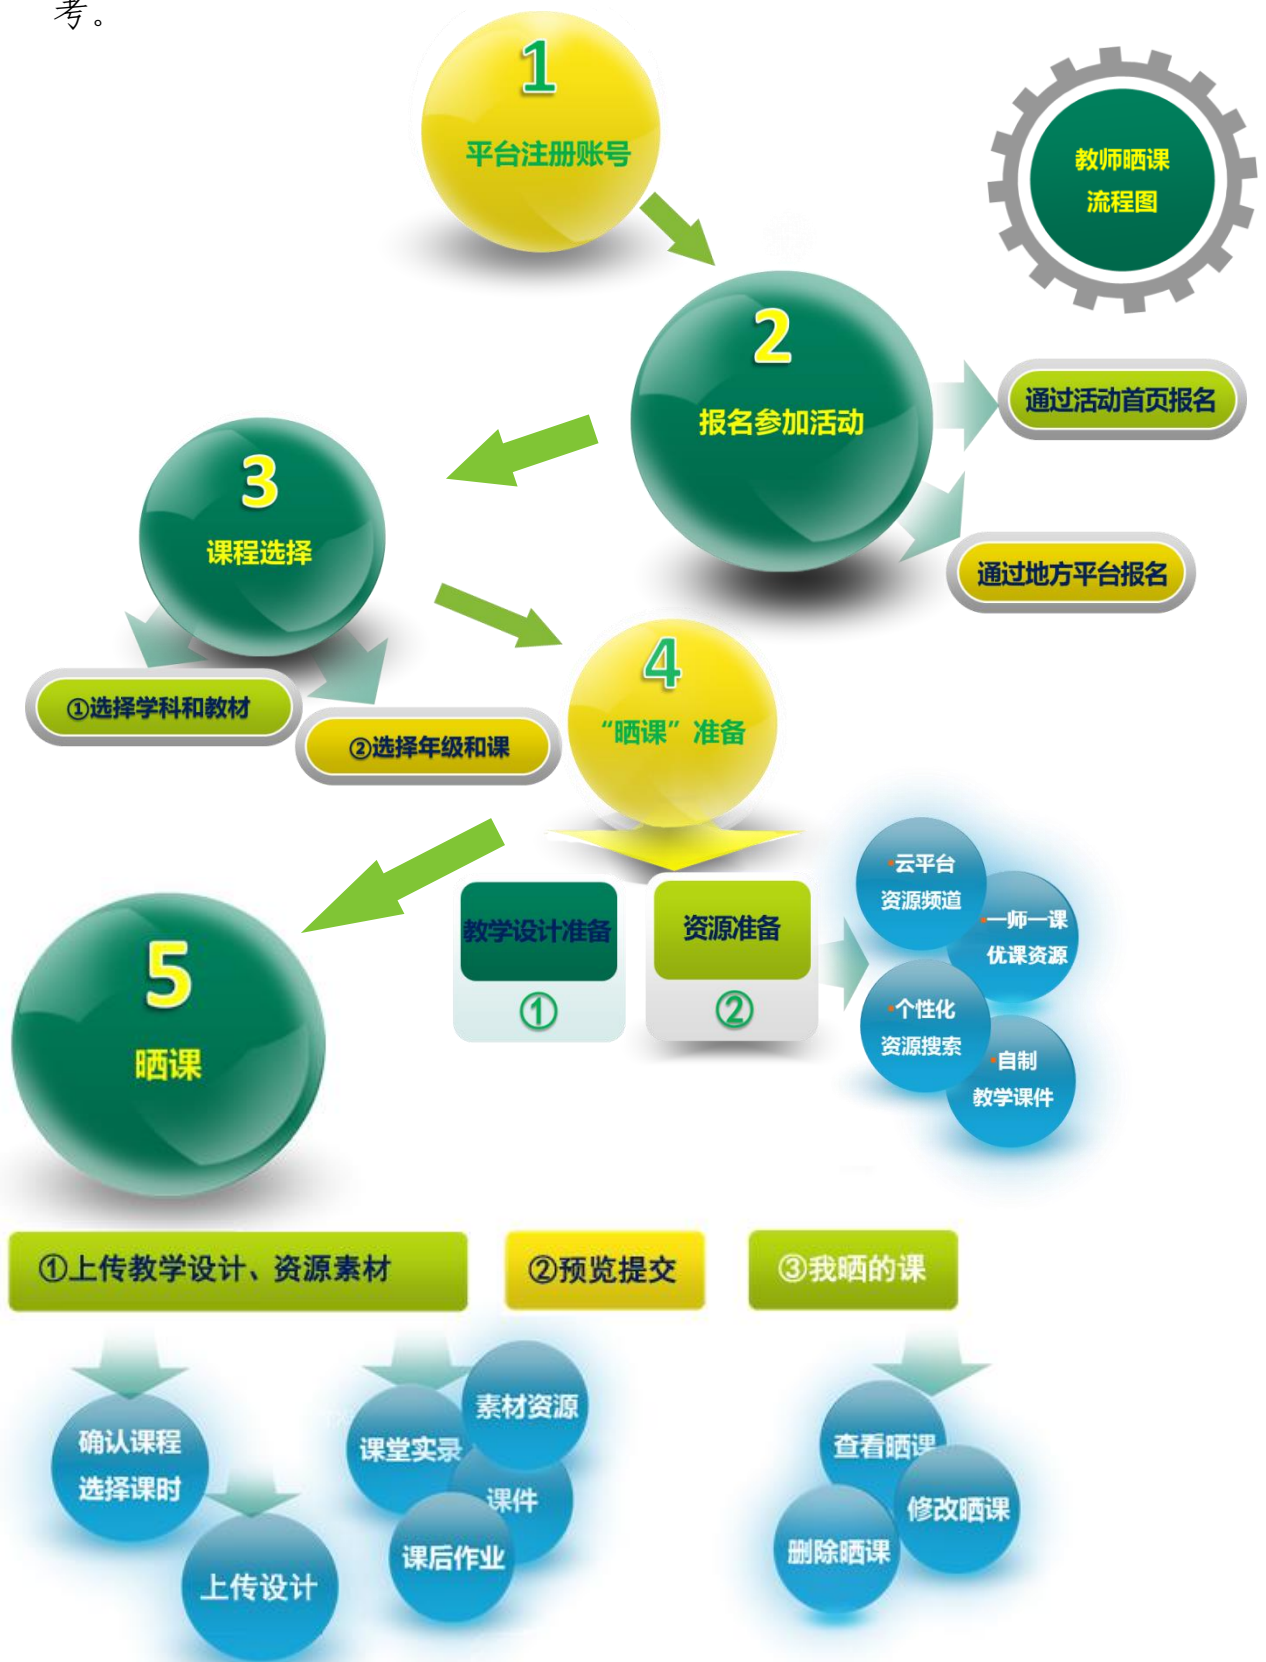 考。
1
平台注册账号
教师晒课
流程图
2
报名参加活动
通过活动首页报名
通过地方平台报名
3
课程选择
①选择学科和教材
②选择年级和课
4
“晒课”准备
教学设计准备
①
资源准备
②
·云平台
资源频道
·一师一课
优课资源
·个性化
资源搜索
·自制
教学课件
5
晒课
①上传教学设计、资源素材
②预览提交
③我晒的课
确认课程
选择课时
上传设计
课堂实录
素材资源
课件
课后作业
查看晒课
修改晒课
删除晒课